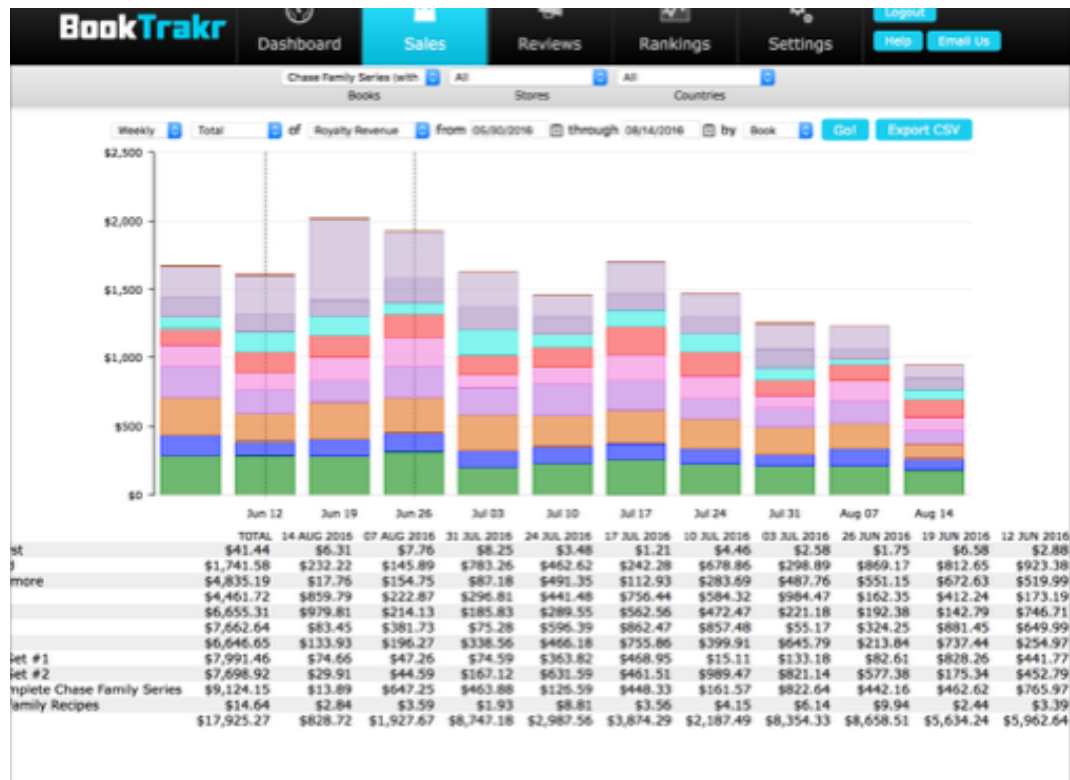 BookTrakr
Dashboard Sales Reviews Rankings Settings
Logout
Help Email Us
Chase Family Series (with All All
Books Stores Countries
Weekly Total of Royalty Revenue from 05/30/2016 through 08/14/2016 by Book Go! Export CSV
$2,500
$2,000
$1,500
$1,000
$500
$0
Jun 12 Jun 19 Jun 26 Jul 03 Jul 10 Jul 17 Jul 24 Jul 31 Aug 07 Aug 14
TOTAL 14 AUG 2016 07 AUG 2016 31 JUL 2016 24 JUL 2016 17 JUL 2016 10 JUL 2016 03 JUL 2016 26 JUN 2016 19 JUN 2016 12 JUN 2016
st $41.44 $6.31 $7.76 $8.25 $3.48 $1.21 $4.46 $2.58 $1.75 $6.58 $2.88
$1,741.58 $232.22 $145.89 $783.26 $462.62 $242.28 $678.86 $298.89 $869.17 $812.65 $923.38
more $4,835.19 $17.76 $154.75 $87.18 $491.35 $112.93 $283.69 $487.76 $551.15 $672.63 $519.99
$4,461.72 $859.79 $222.87 $296.81 $441.48 $756.44 $584.32 $984.47 $162.35 $412.24 $173.19
$6,655.31 $979.81 $214.13 $185.83 $289.55 $562.56 $472.47 $221.18 $192.38 $142.79 $746.71
$7,662.64 $83.45 $381.73 $75.28 $596.39 $862.47 $857.48 $55.17 $324.25 $881.45 $649.99
$6,646.65 $133.93 $196.27 $338.56 $466.18 $755.86 $399.91 $645.79 $213.84 $737.44 $254.97
Set #1 $7,991.46 $74.66 $47.26 $74.59 $363.82 $468.95 $15.11 $133.18 $82.61 $828.26 $441.77
Set #2 $7,698.92 $29.91 $44.59 $167.12 $631.59 $461.51 $989.47 $821.14 $577.38 $175.34 $452.79
mplete Chase Family Series $9,124.15 $13.89 $647.25 $463.88 $126.59 $448.33 $161.57 $822.64 $442.16 $462.62 $765.97
Family Recipes $14.64 $2.84 $3.59 $1.93 $8.81 $3.56 $4.15 $6.14 $9.94 $2.44 $3.39
$17,925.27 $828.72 $1,927.67 $8,747.18 $2,987.56 $3,874.29 $2,187.49 $8,354.33 $8,658.51 $5,634.24 $5,962.64